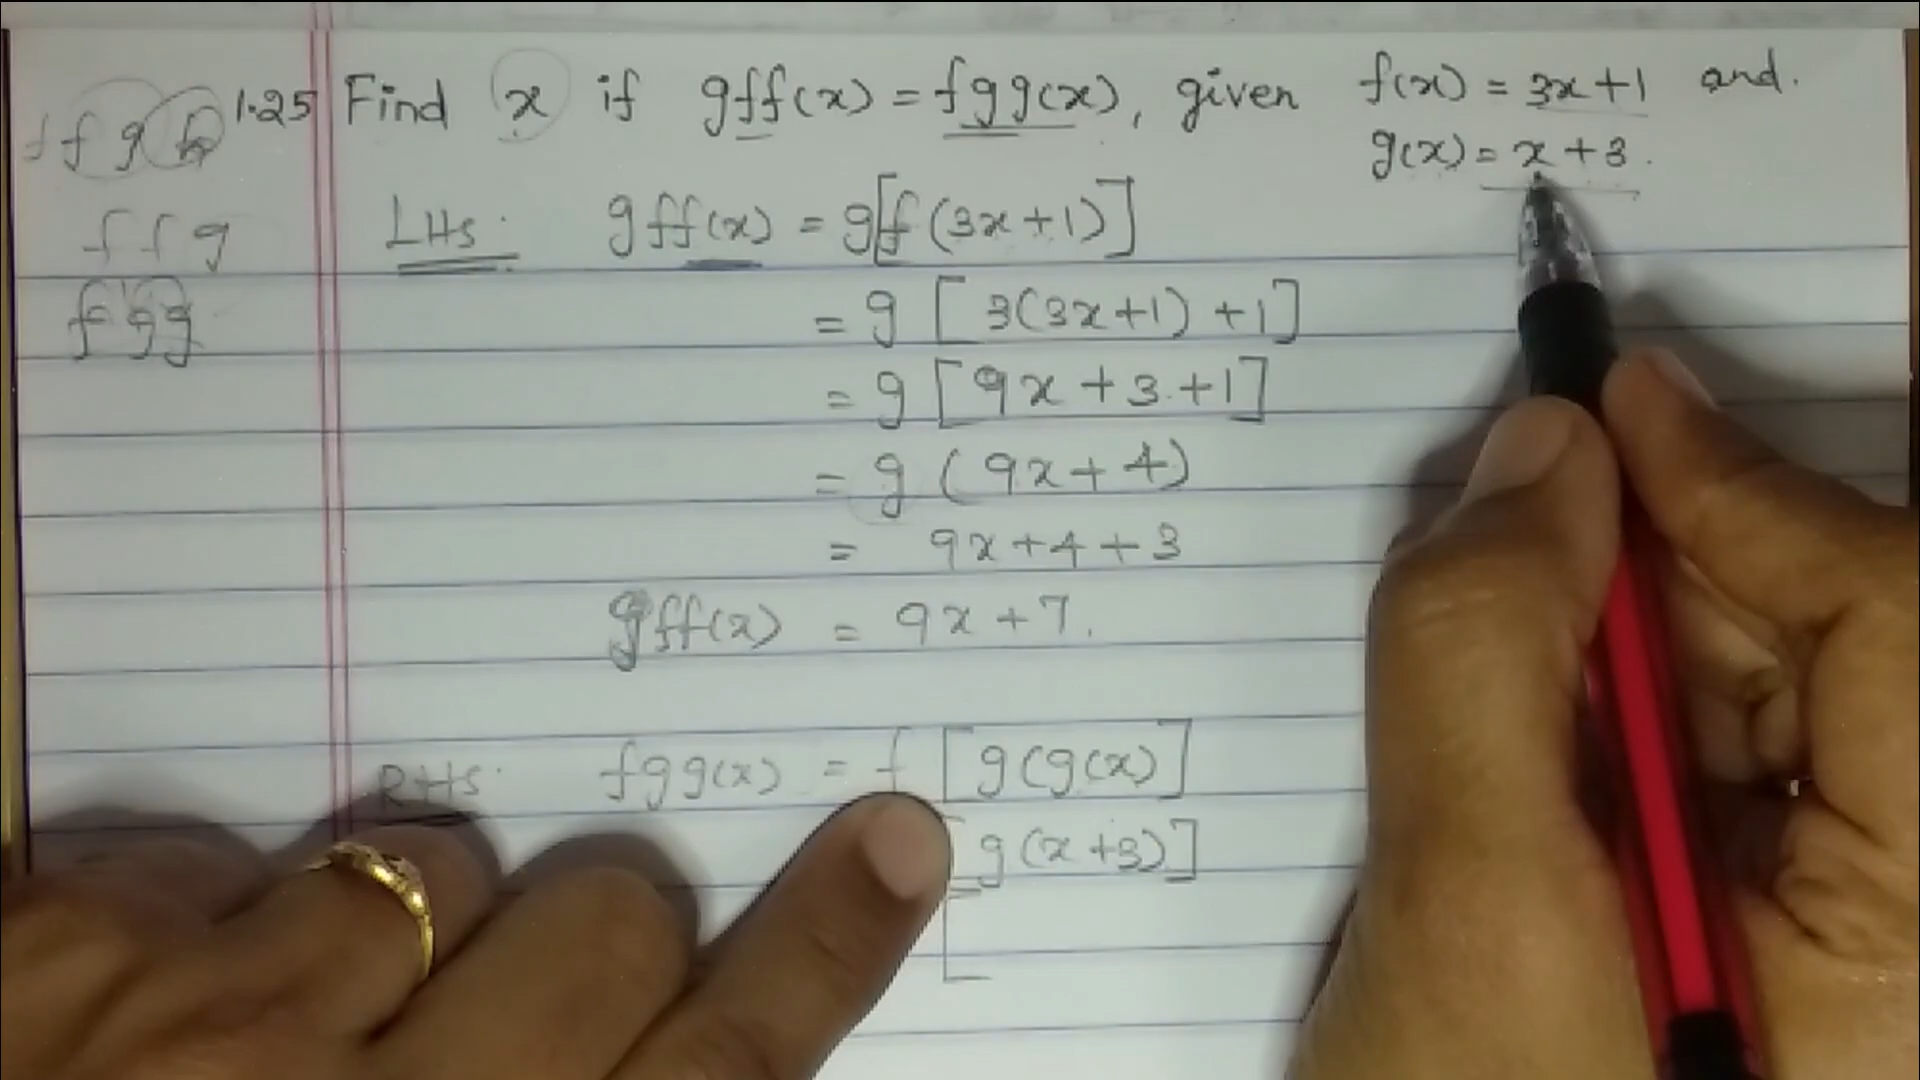 1.25 Find x if gff(x) = fgg(x), given f(x) = 3x+1 and.
g(x) = x + 3.
f f g
fgg
LHS: gff(x) = g[f(3x+1)]
= g [3(3x+1) +1]
= g [9x + 3 +1]
= g (9x + 4)
= 9x + 4 + 3
gff(x) = 9x + 7.
RHS: fgg(x) = f [g(g(x)]
[g(x+3)]
[